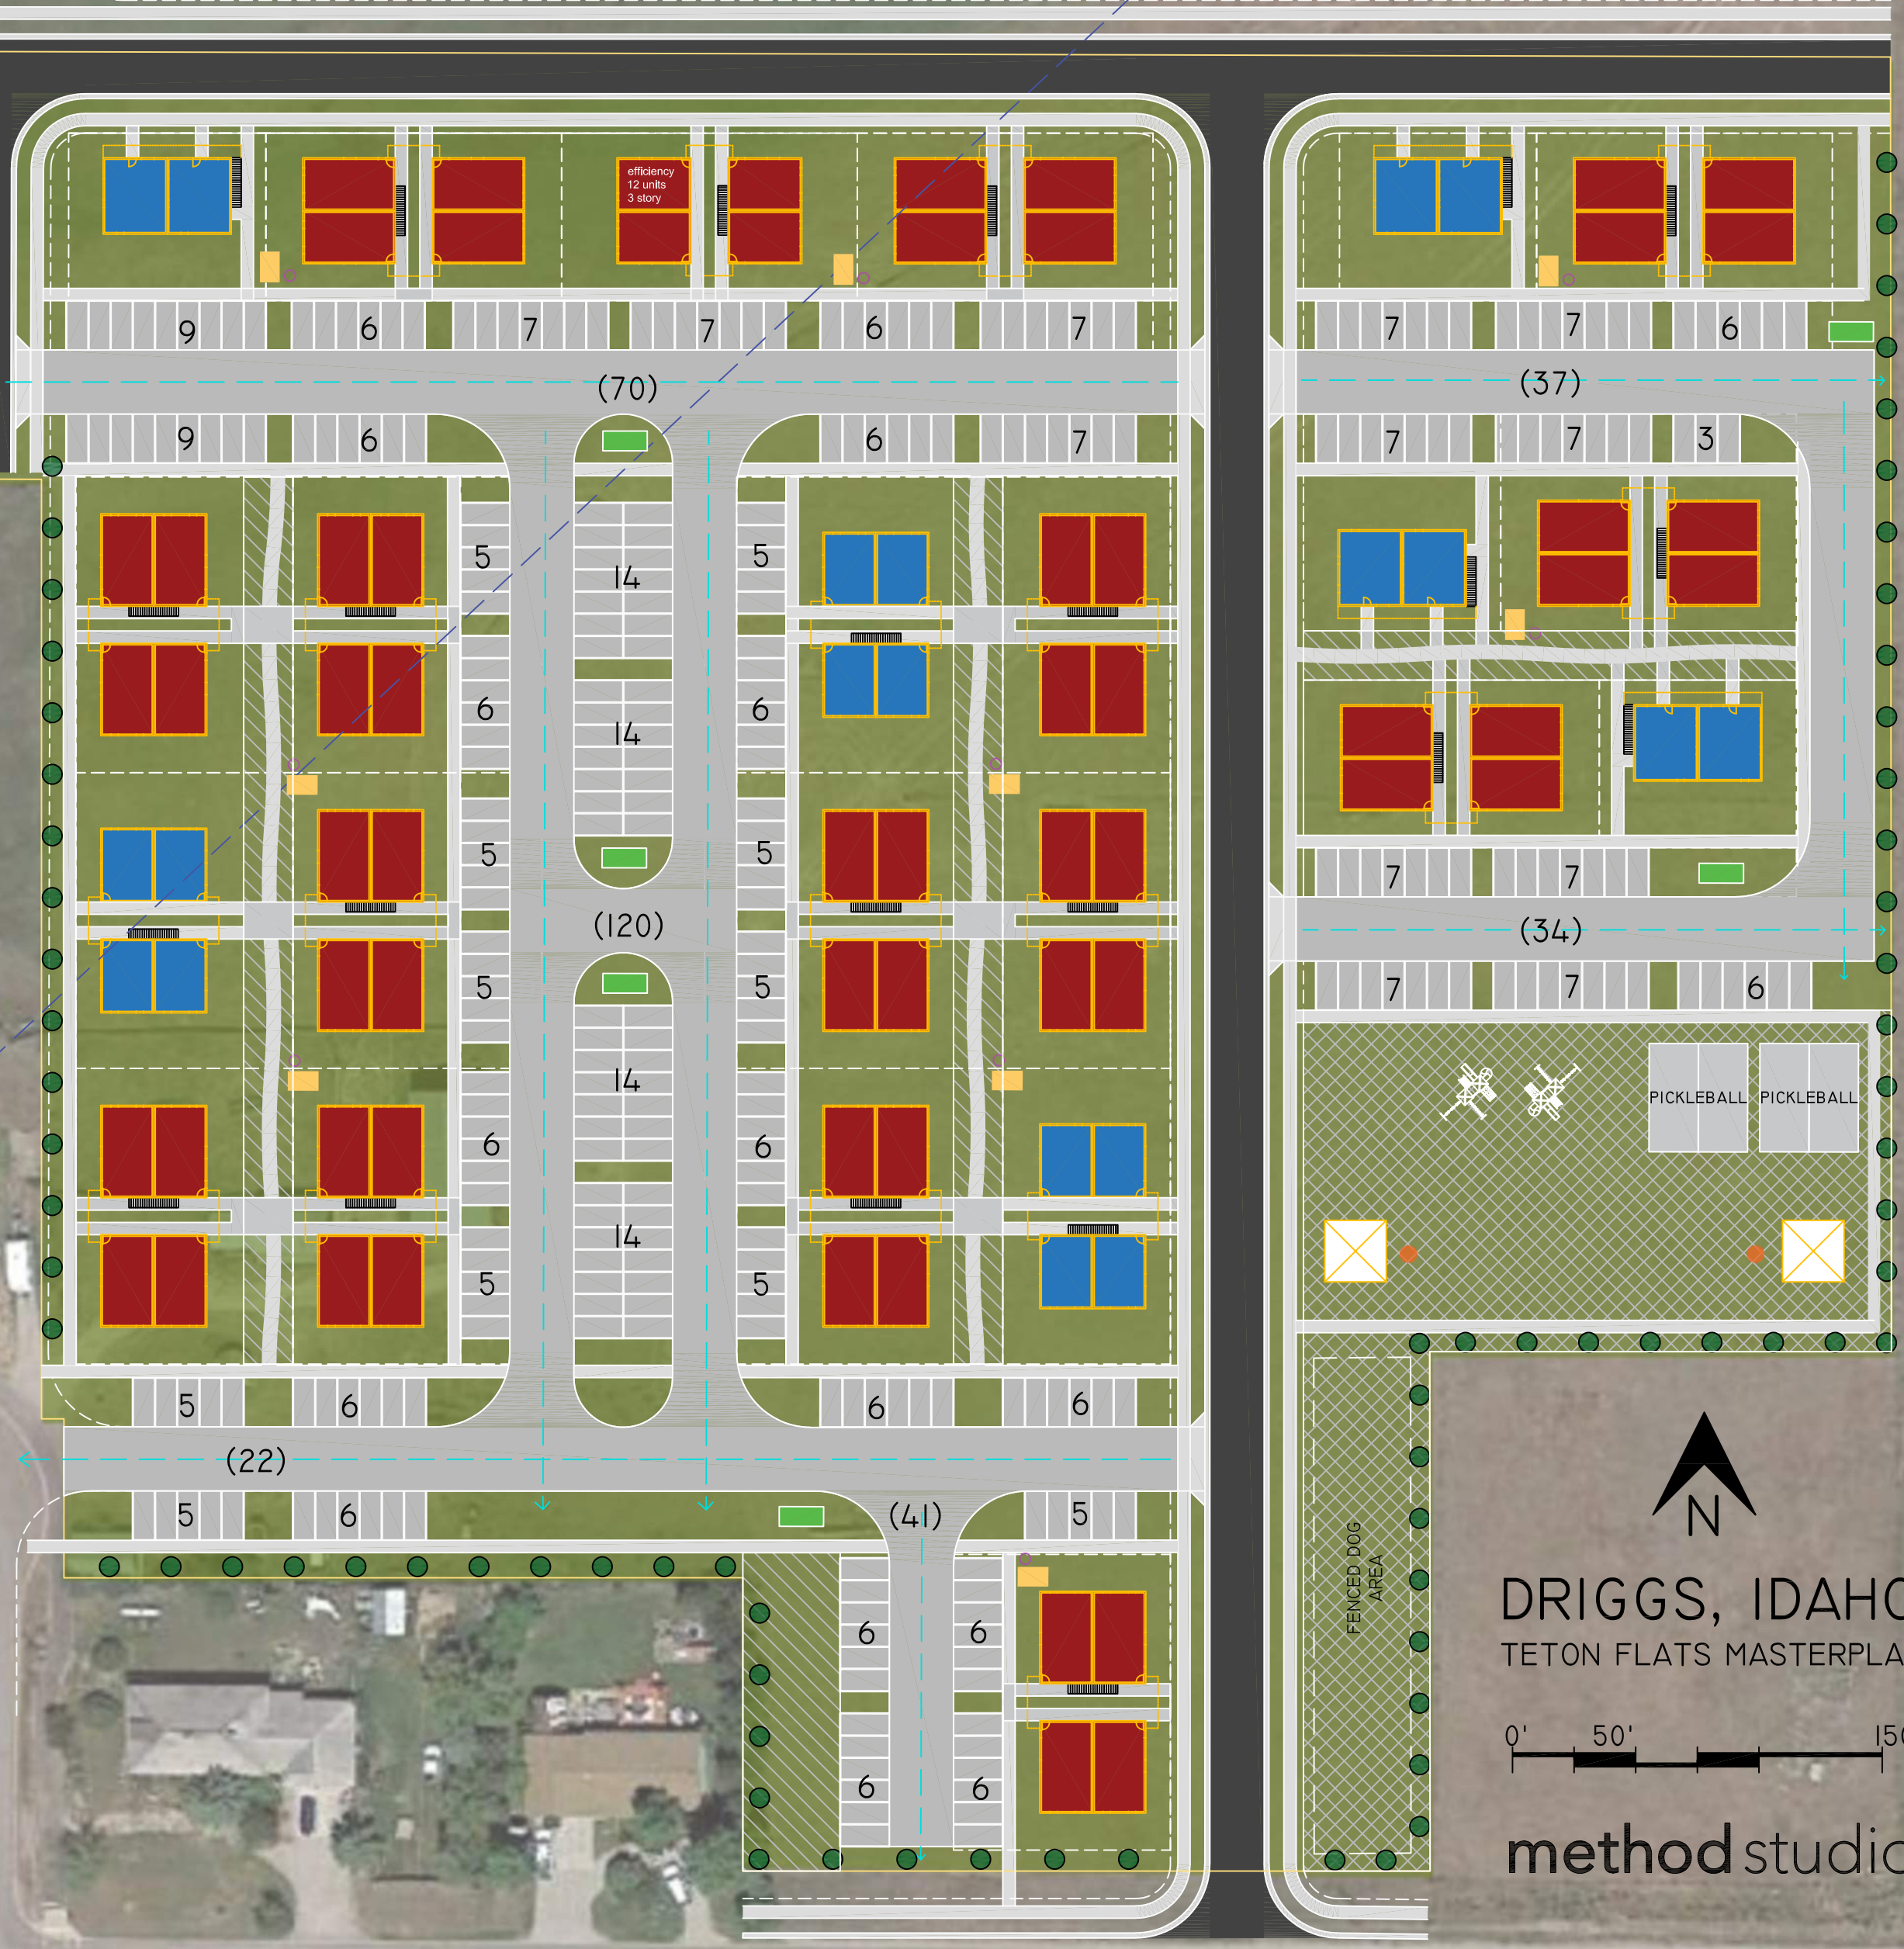 efficiency
12 units
3 story
9 6 7 7 6 7
7 7 6
(70)
(37)
9 6 6 7
7 7 3
5 14 5
6 14 6
5 5
7 7
(120)
(34)
5 5
7 7 6
14
6 6
PICKLEBALL PICKLEBALL
14
5 5
5 6 6 6
(22)
5 6 (41) 5
6 6
6 6
FENCED DOG
AREA
N
DRIGGS, IDAHO
TETON FLATS MASTERPLA
0' 50' 150
method studio